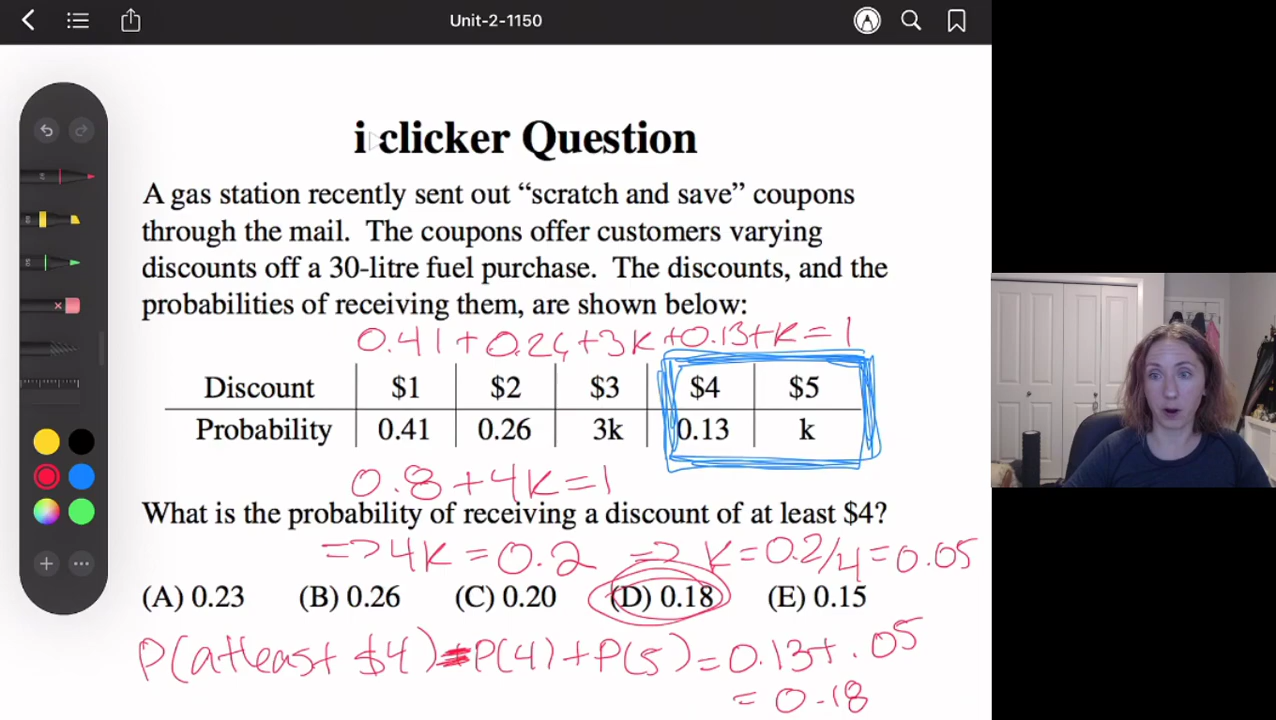 Unit-2-1150
i clicker Question
A gas station recently sent out “scratch and save” coupons
through the mail. The coupons offer customers varying
discounts off a 30-litre fuel purchase. The discounts, and the
probabilities of receiving them, are shown below:
0.41 + 0.26 + 3k + 0.13 + k = 1
Discount $1 $2 $3 $4 $5
Probability 0.41 0.26 3k 0.13 k
0.8 + 4k = 1
What is the probability of receiving a discount of at least $4?
=> 4k = 0.2 => k = 0.2/4 = 0.05
(A) 0.23 (B) 0.26 (C) 0.20 (D) 0.18 (E) 0.15
P(at least $4) = P(4) + P(5) = 0.13 + .05
= 0.18